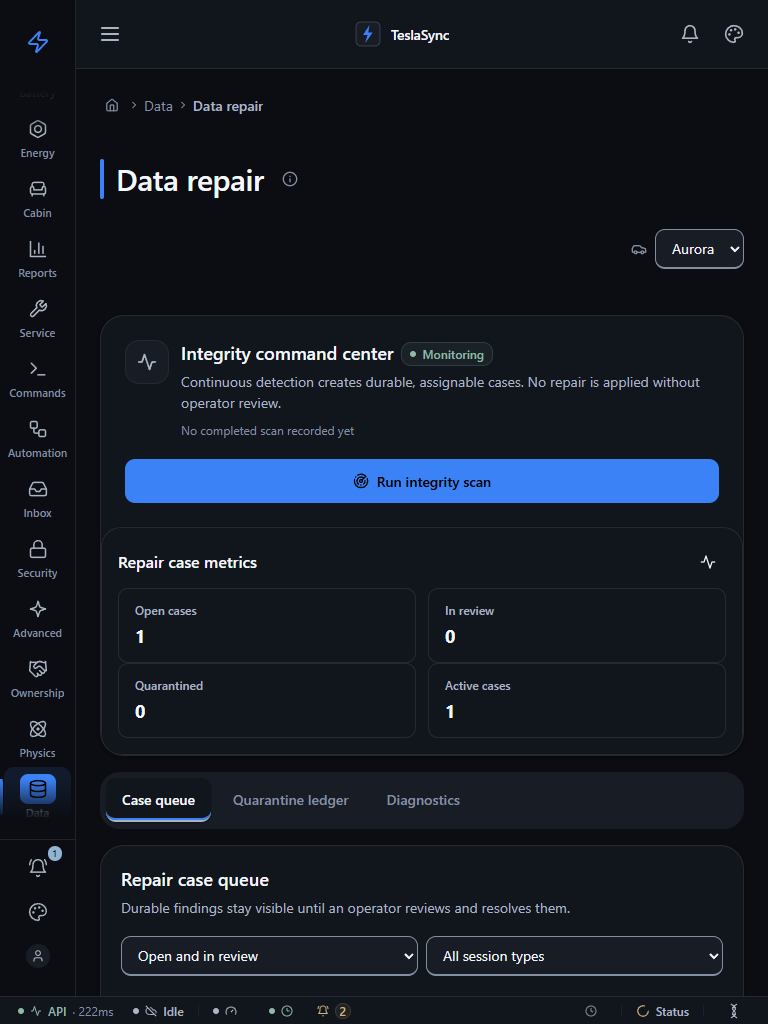 TeslaSync
Battery
Energy
Cabin
Reports
Service
Commands
Automation
Inbox
Security
Advanced
Ownership
Physics
Data
1
Data
Data repair
Data repair
Aurora
Integrity command center
Monitoring
Continuous detection creates durable, assignable cases. No repair is applied without
operator review.
No completed scan recorded yet
Run integrity scan
Repair case metrics
Open cases
1
In review
0
Quarantined
0
Active cases
1
Case queue
Quarantine ledger
Diagnostics
Repair case queue
Durable findings stay visible until an operator reviews and resolves them.
Open and in review
All session types
API · 222ms
Idle
2
Status